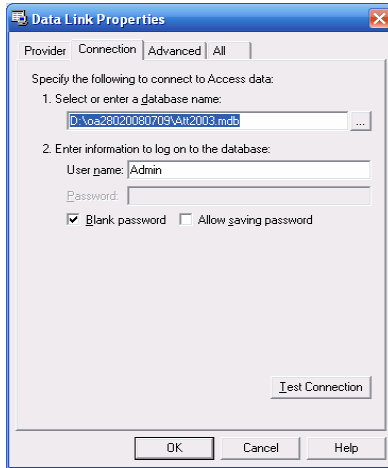 Data Link Properties
Provider Connection Advanced All
Specify the following to connect to Access data:
1. Select or enter a database name:
D:\oa28020080709\Att2003.mdb ...
2. Enter information to log on to the database:
User name: Admin
Password:
Blank password Allow saving password
Test Connection
OK Cancel Help